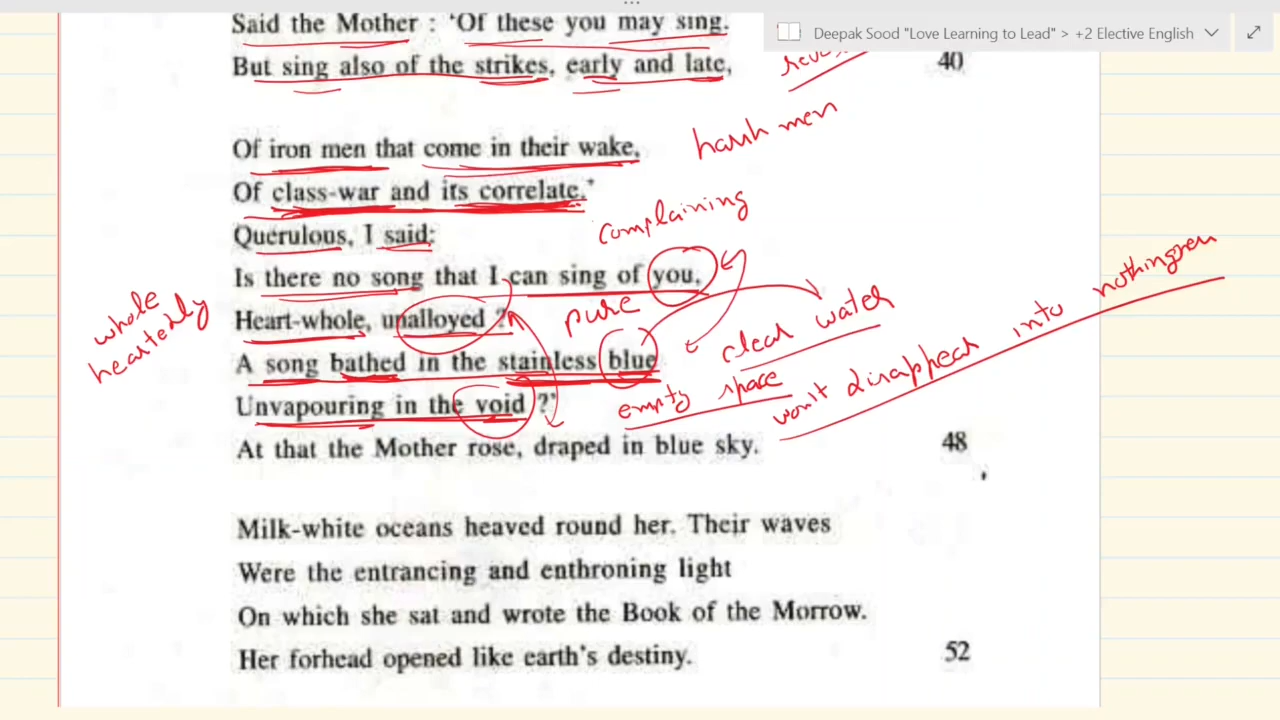 Said the Mother : 'Of these you may sing.
Deepak Sood "Love Learning to Lead" > +2 Elective English
But sing also of the strikes, early and late, 40
Of iron men that come in their wake, harsh men
Of class-war and its correlate.'
complaining
Querulous, I said:
Is there no song that I can sing of you,
whole heartedly
Heart-whole, unalloyed ? pure
clear water
A song bathed in the stainless blue
empty space
won't disappear into nothingness
Unvapouring in the void ?'
At that the Mother rose, draped in blue sky. 48
Milk-white oceans heaved round her. Their waves
Were the entrancing and enthroning light
On which she sat and wrote the Book of the Morrow.
Her forhead opened like earth's destiny. 52